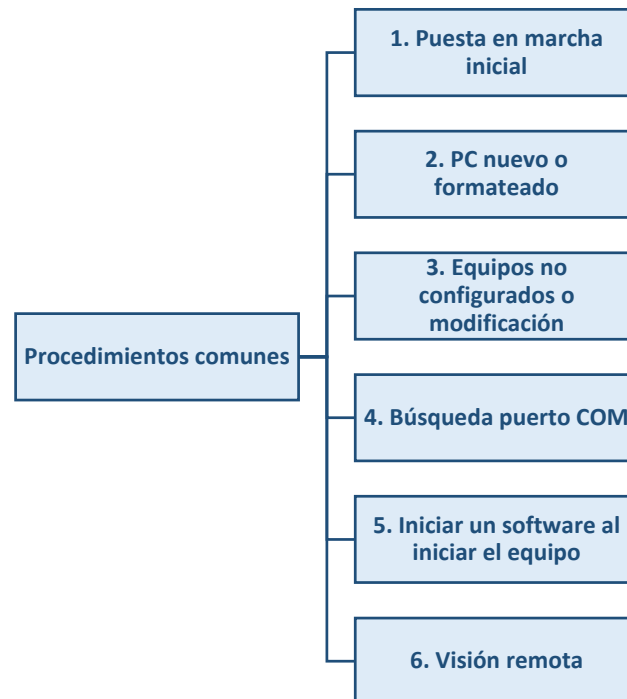 1. Puesta en marcha
inicial
2. PC nuevo o
formateado
3. Equipos no
configurados o
modificación
Procedimientos comunes
4. Búsqueda puerto COM
5. Iniciar un software al
iniciar el equipo
6. Visión remota